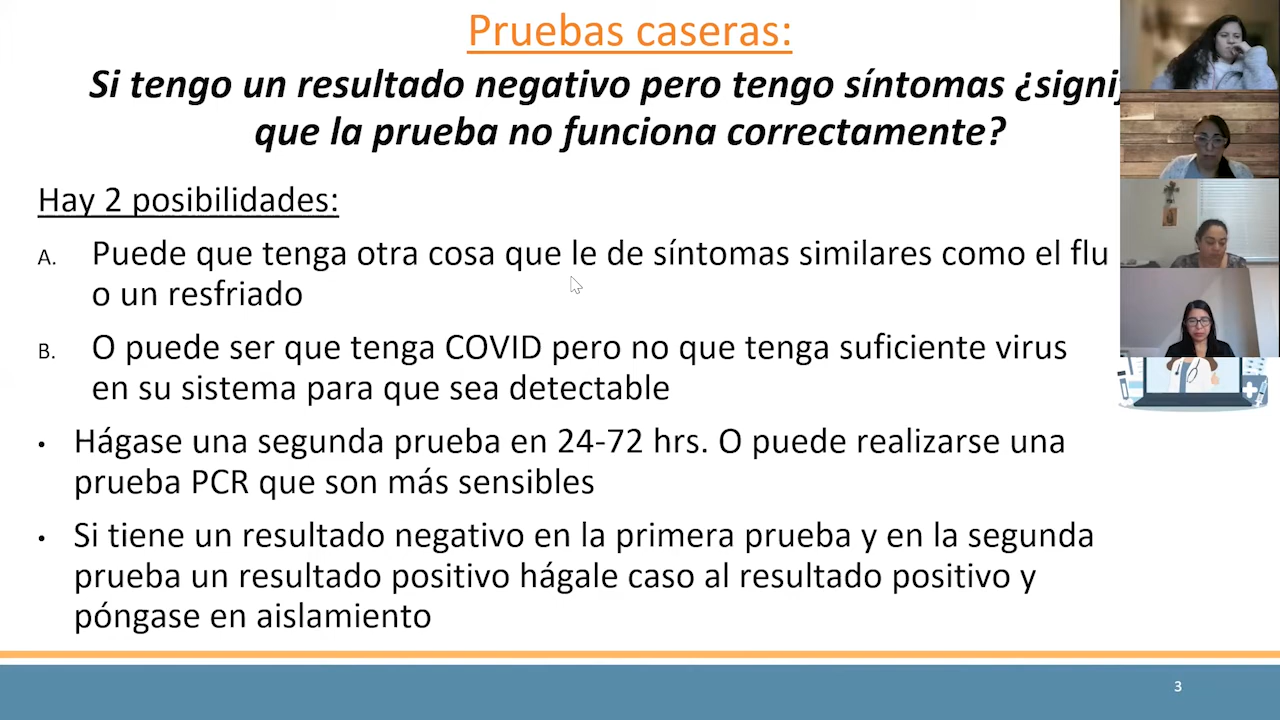 Pruebas caseras:
Si tengo un resultado negativo pero tengo síntomas
que la prueba no funciona correctamente?
Hay 2 posibilidades:
A. Puede que tenga otra cosa que le de síntomas similares como el flu
o un resfriado
B. O puede ser que tenga COVID pero no que tenga suficiente virus
en su sistema para que sea detectable
• Hágase una segunda prueba en 24-72 hrs. O puede realizarse una
prueba PCR que son más sensibles
• Si tiene un resultado negativo en la primera prueba y en la segunda
prueba un resultado positivo hágale caso al resultado positivo y
póngase en aislamiento
3